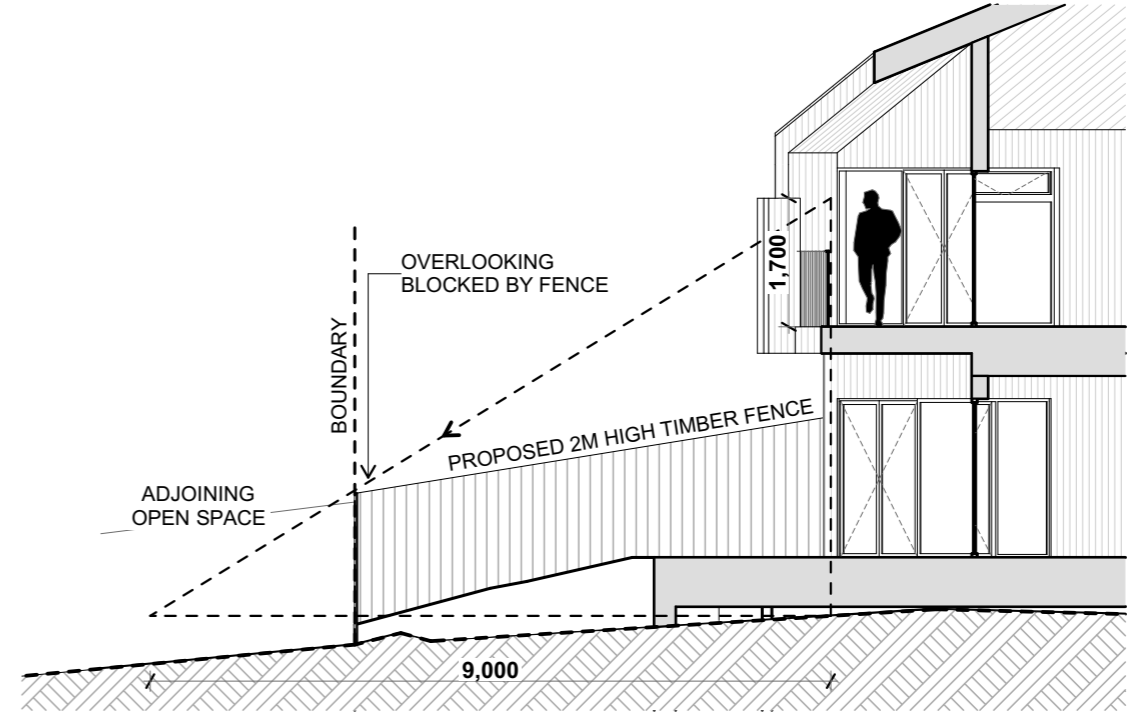 OVERLOOKING
BLOCKED BY FENCE
BOUNDARY
1,700
PROPOSED 2M HIGH TIMBER FENCE
ADJOINING
OPEN SPACE
9,000